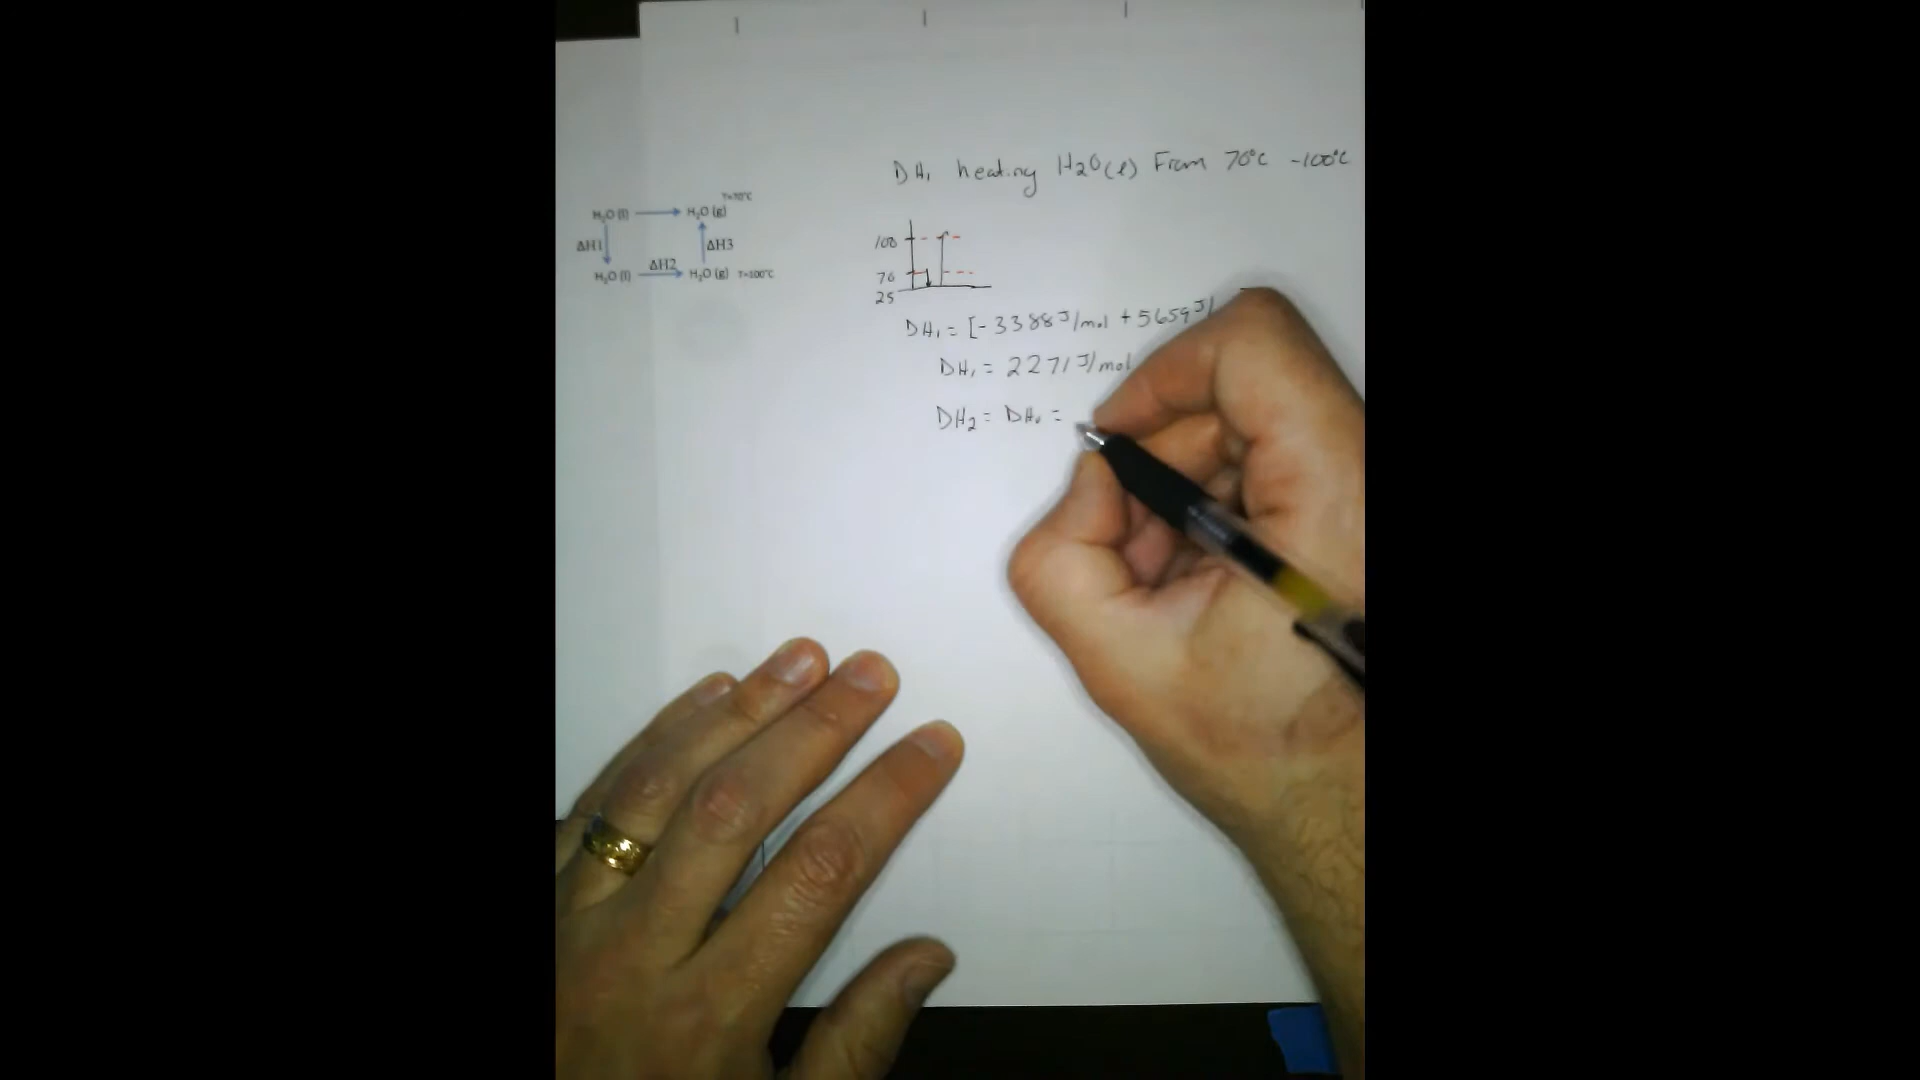 DH₁ heating H₂O(l) From 70°C -100°C
T=70°C
H₂O (l) H₂O (g)
ΔH1 ΔH3
ΔH2
H₂O (l) H₂O (g) T=100°C
100
70
25
DH₁ = [-3388 J/mol + 5659 J/
DH₁ = 2271 J/mol
DH₂ = DHᵥ =